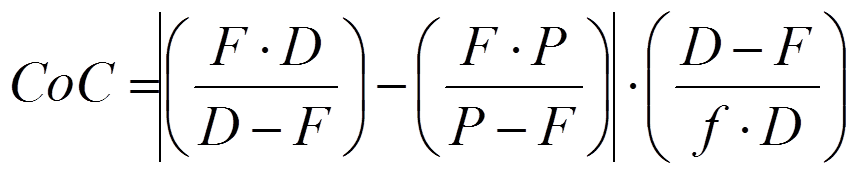 CoC = |(F · D / D − F) − (F · P / P − F)| · (D − F / f · D)